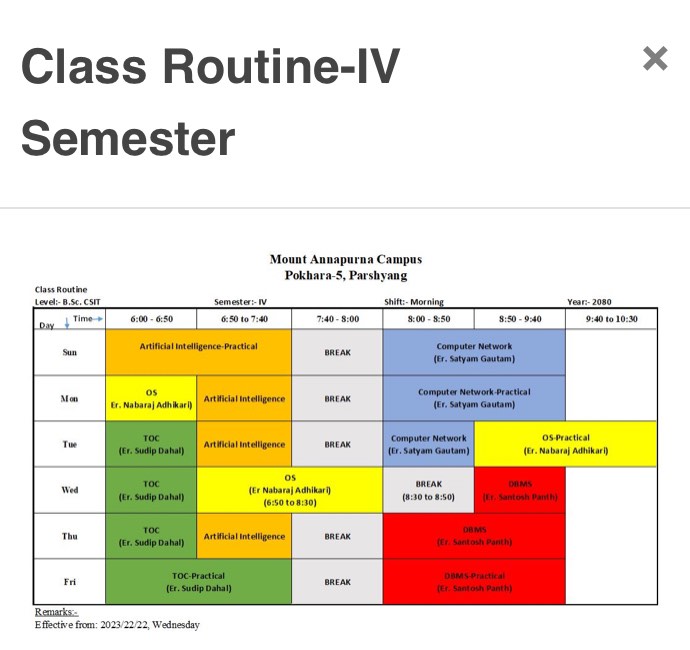 Class Routine-IV
Semester
×
Mount Annapurna Campus
Pokhara-5, Parshyang
Class Routine
Level:- B.Sc. CSIT Semester:- IV Shift:- Morning Year:- 2080
Day Time 6:00 - 6:50 6:50 to 7:40 7:40 - 8:00 8:00 - 8:50 8:50 - 9:40 9:40 to 10:30
Sun Artificial Intelligence-Practical BREAK Computer Network
(Er. Satyam Gautam)
Mon OS Artificial Intelligence BREAK Computer Network-Practical
Er. Nabaraj Adhikari) (Er. Satyam Gautam)
Tue TOC Artificial Intelligence BREAK Computer Network OS-Practical
(Er. Sudip Dahal) (Er. Satyam Gautam) (Er. Nabaraj Adhikari)
Wed TOC OS BREAK DBMS
(Er. Sudip Dahal) (Er Nabaraj Adhikari) (8:30 to 8:50) (Er. Santosh Panth)
(6:50 to 8:30)
Thu TOC Artificial Intelligence BREAK DBMS
(Er. Sudip Dahal) (Er. Santosh Panth)
Fri TOC-Practical BREAK DBMS-Practical
(Er. Sudip Dahal) (Er. Santosh Panth)
Remarks:-
Effective from: 2023/22/22, Wednesday